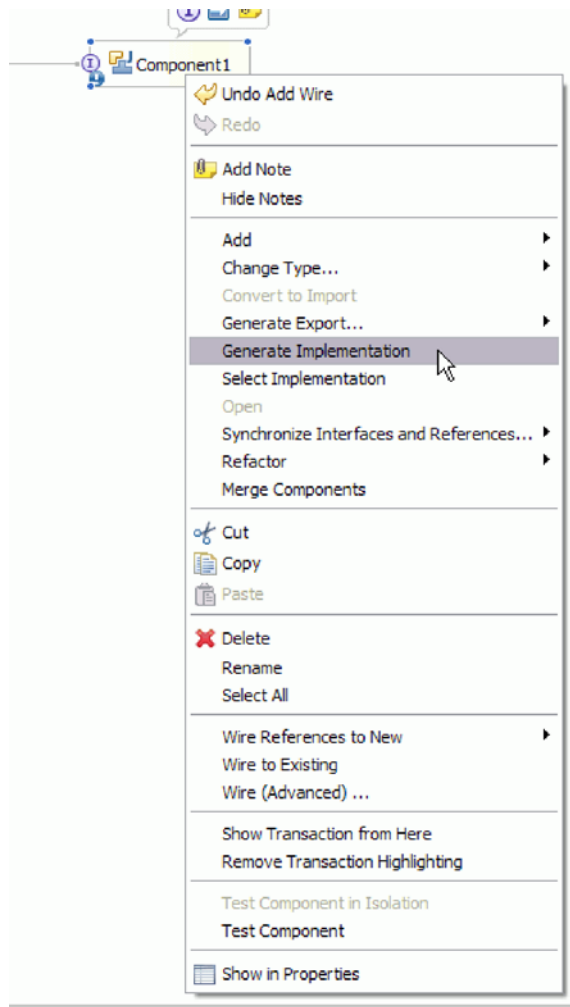 Component1
Undo Add Wire
Redo
Add Note
Hide Notes
Add
Change Type...
Convert to Import
Generate Export...
Generate Implementation
Select Implementation
Open
Synchronize Interfaces and References...
Refactor
Merge Components
Cut
Copy
Paste
Delete
Rename
Select All
Wire References to New
Wire to Existing
Wire (Advanced) ...
Show Transaction from Here
Remove Transaction Highlighting
Test Component in Isolation
Test Component
Show in Properties